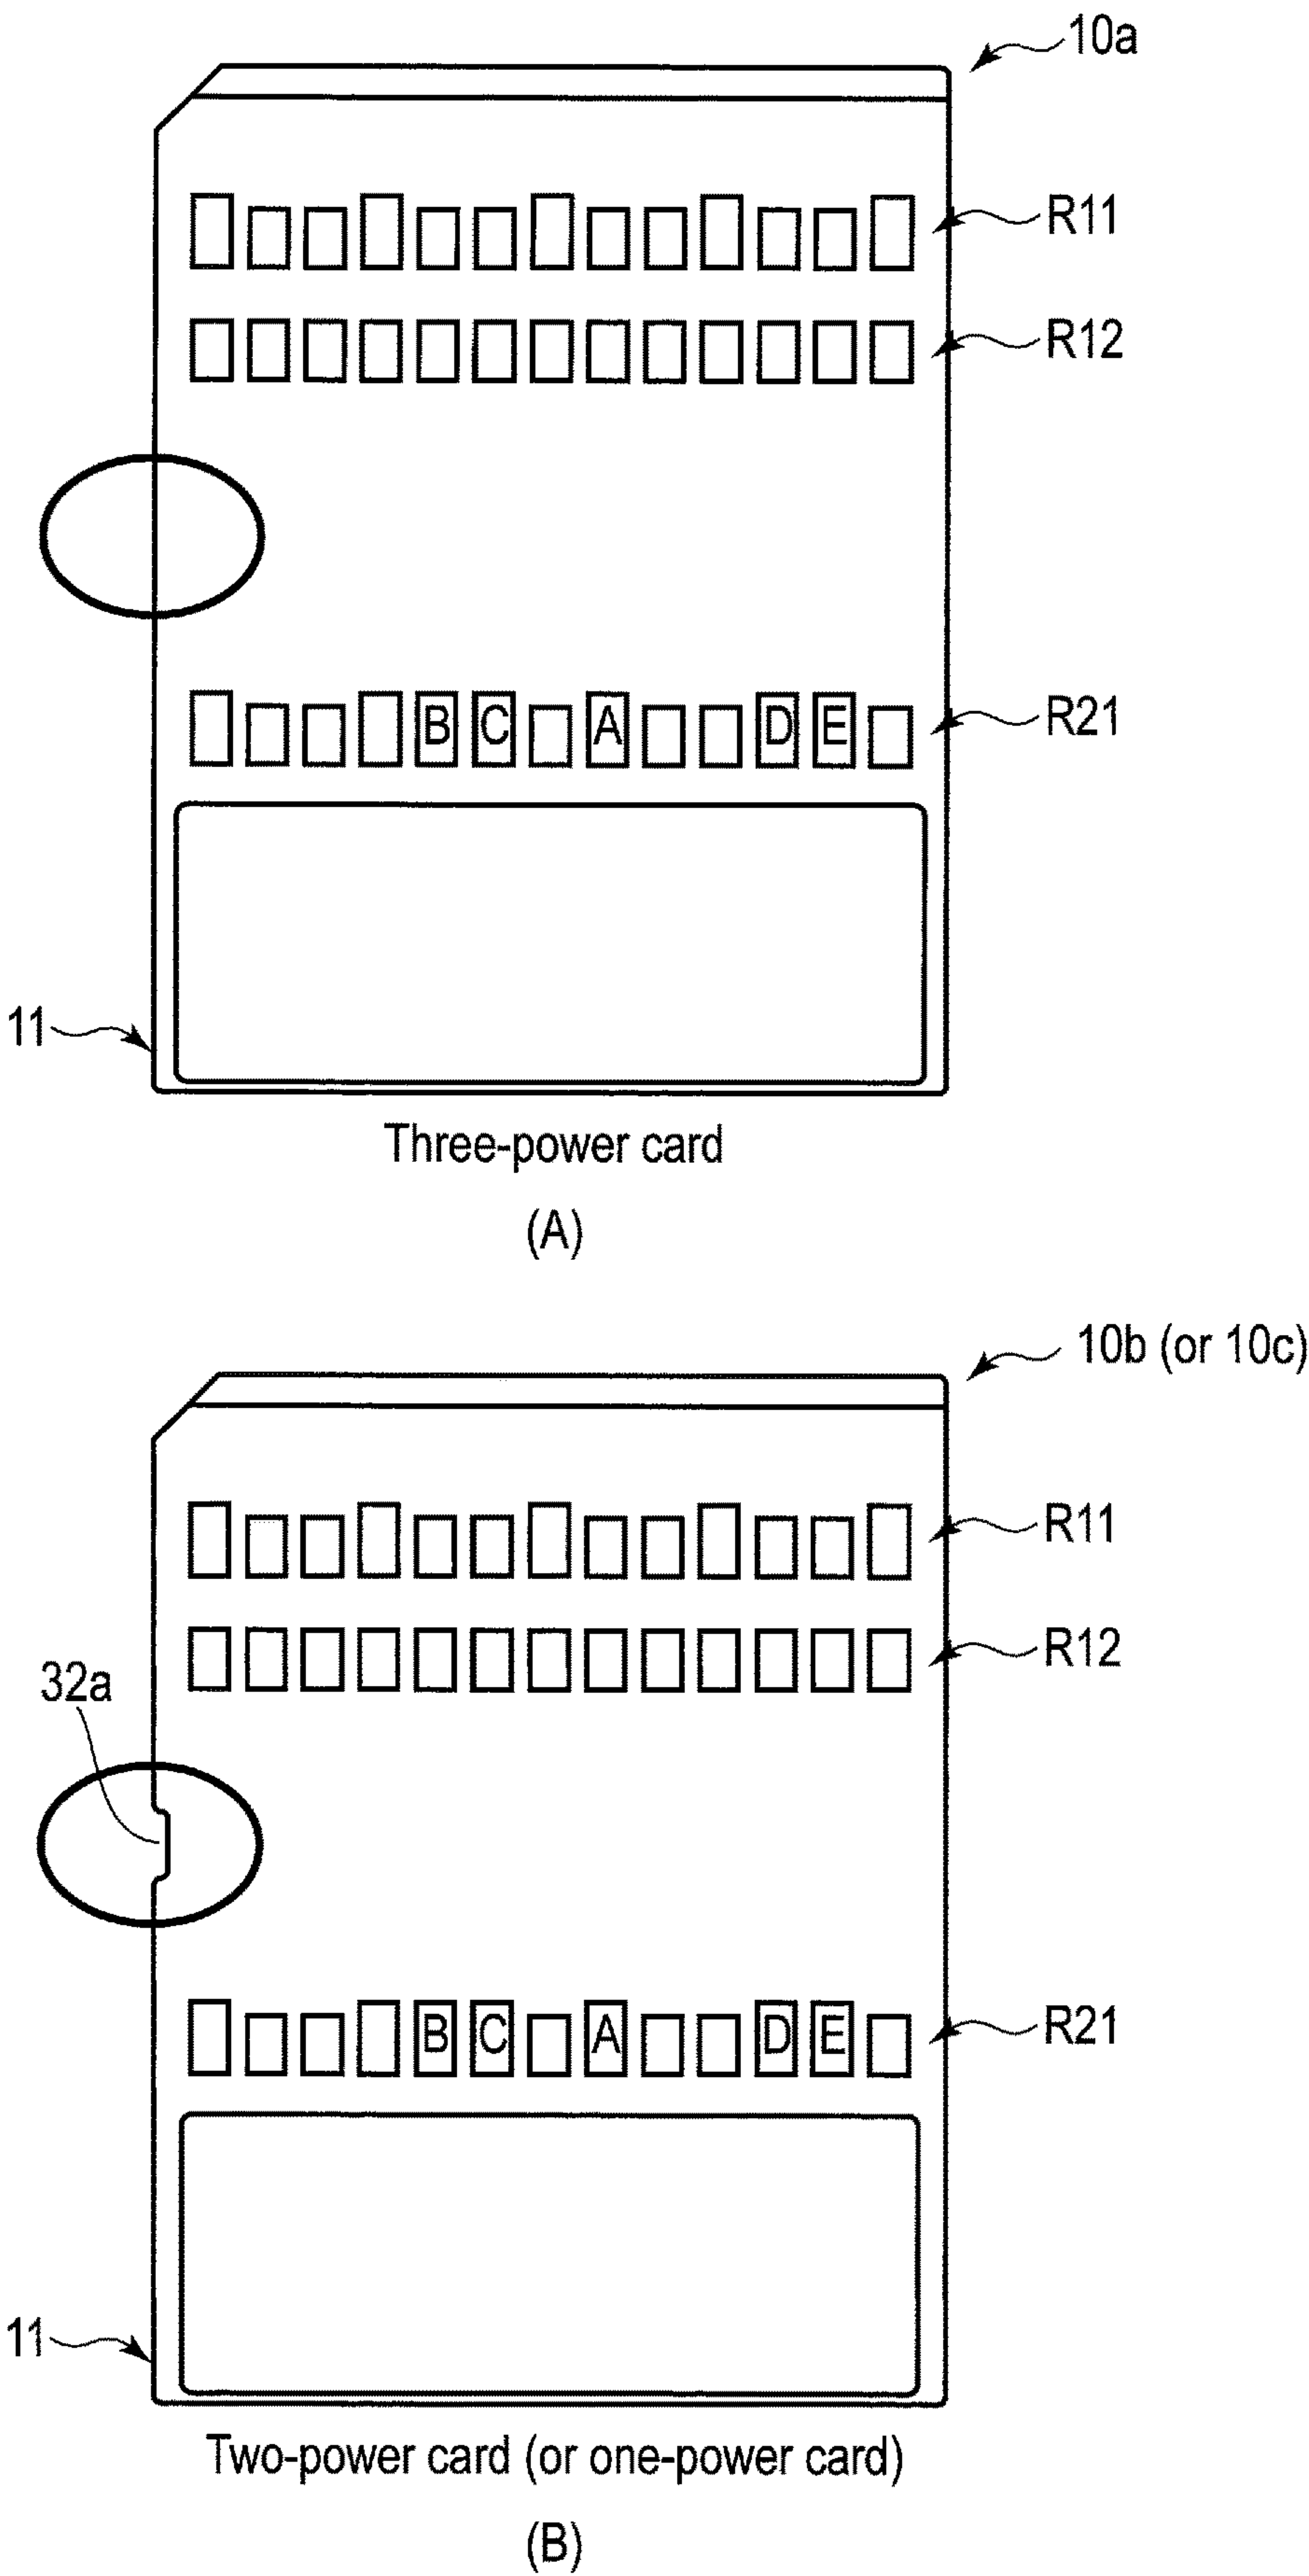 10a
R11
R12
B C A D E
R21
11
Three-power card
(A)
10b (or 10c)
R11
R12
32a
B C A D E
R21
11
Two-power card (or one-power card)
(B)